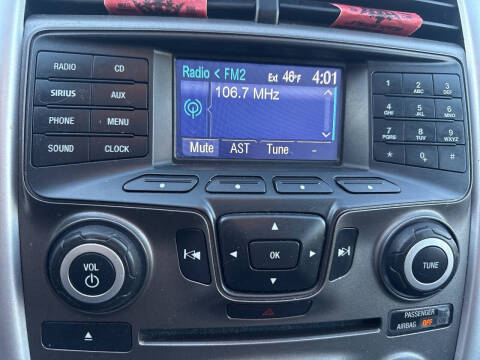 Radio < FM2 Ext 46°F 4:01
106.7 MHz
Mute AST Tune -
RADIO CD
SIRIUS AUX
PHONE MENU
SOUND CLOCK
1 2 ABC 3 DEF
4 GHI 5 JKL 6 MNO
7 PQRS 8 TUV 9 WXYZ
* 0 #
VOL
OK
TUNE
PASSENGER
AIRBAG OFF